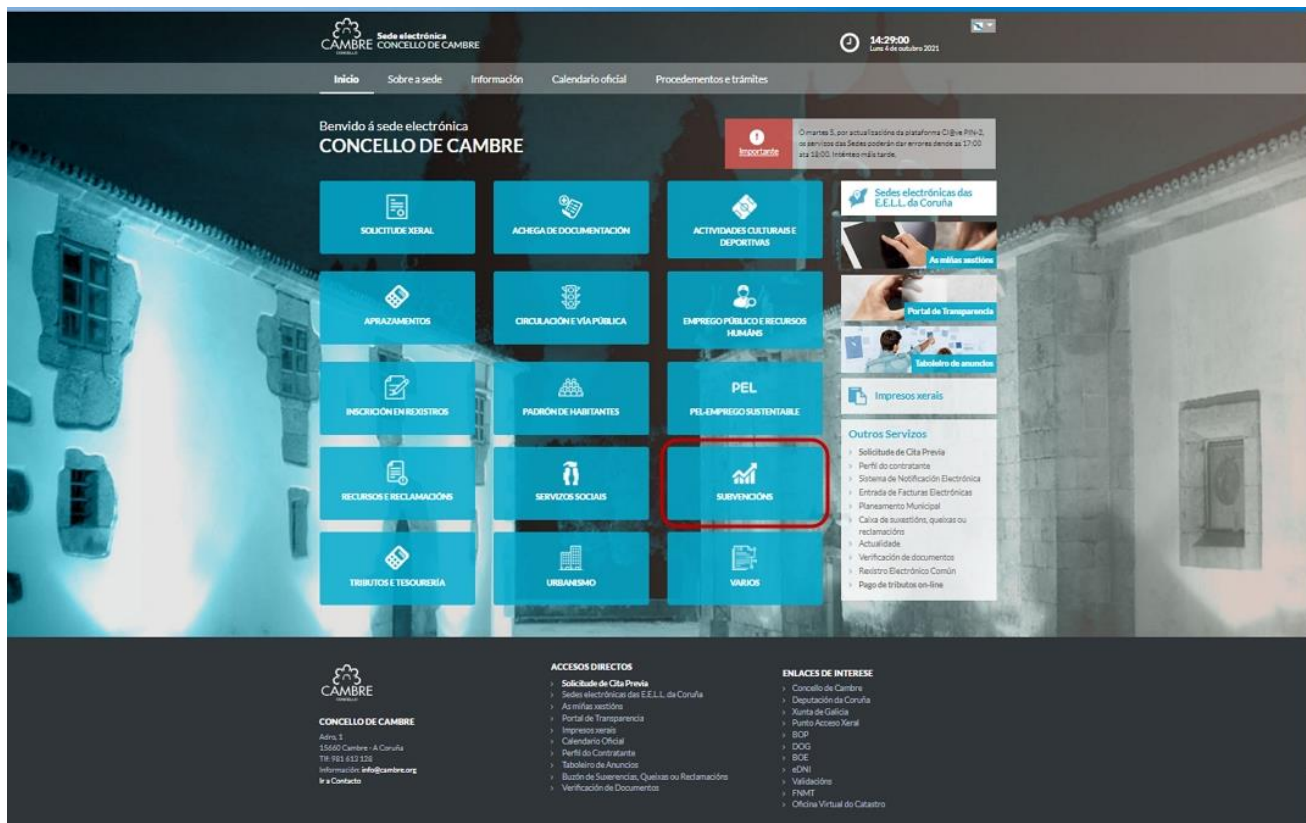 CAMBRE
CONCELLO
Sede electrónica
CONCELLO DE CAMBRE
14:29:00
Luns 4 de outubro 2021
Inicio
Sobre a sede
Información
Calendario oficial
Procedementos e trámites
Benvido á sede electrónica
CONCELLO DE CAMBRE
Importante
O martes 5, por actualizacións da plataforma Cl@ve PIN-2,
os servizos das Sedes poderán dar errores dende as 17:00
ata 18:00. Inténteo máis tarde.
SOLICITUDE XERAL
ACHEGA DE DOCUMENTACIÓN
ACTIVIDADES CULTURAIS E
DEPORTIVAS
APRAZAMENTOS
CIRCULACIÓN E VÍA PÚBLICA
EMPREGO PÚBLICO E RECURSOS
HUMÁNS
INSCRICIÓN EN REXISTROS
PADRÓN DE HABITANTES
PEL
PEL-EMPREGO SUSTENTABLE
RECURSOS E RECLAMACIÓNS
SERVIZOS SOCIAIS
SUBVENCIÓNS
TRIBUTOS E TESOURERÍA
URBANISMO
VARIOS
Sedes electrónicas das
E.E.L.L. da Coruña
As miñas xestións
Portal de Transparencia
Taboleiro de anuncios
Impresos xerais
Outros Servizos
Solicitude de Cita Previa
Perfil do contratante
Sistema de Notificación Electrónica
Entrada de Facturas Electrónicas
Planeamento Municipal
Caixa de suxestións, queixas ou
reclamacións
Actualidade
Verificación de documentos
Rexistro Electrónico Común
Pago de tributos on-line
CAMBRE
CONCELLO
CONCELLO DE CAMBRE
Adro, 1
15660 Cambre - A Coruña
Tlf: 981 613 128
Información: info@cambre.org
Ir a Contacto
ACCESOS DIRECTOS
Solicitude de Cita Previa
Sedes electrónicas das E.E.L.L. da Coruña
As miñas xestións
Portal de Transparencia
Impresos xerais
Calendario Oficial
Perfil do Contratante
Taboleiro de Anuncios
Buzón de Suxerencias, Queixas ou Reclamacións
Verificación de Documentos
ENLACES DE INTERESE
Concello de Cambre
Deputación da Coruña
Xunta de Galicia
Punto Acceso Xeral
BOP
DOG
BOE
eDNI
Validacións
FNMT
Oficina Virtual do Catastro